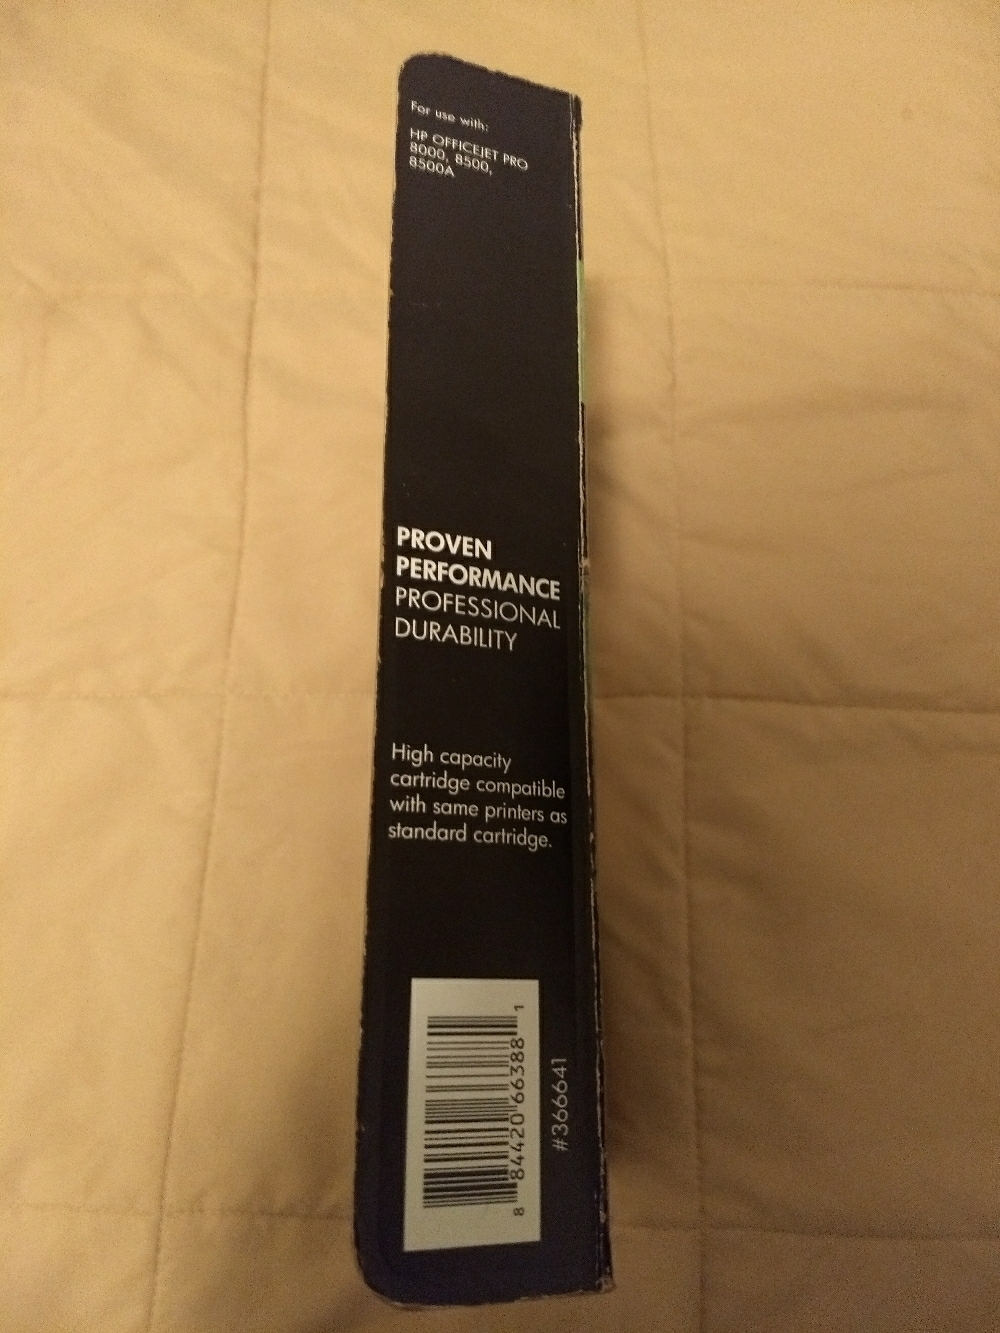 For use with:
HP OFFICEJET PRO
8000, 8500,
8500A
PROVEN
PERFORMANCE
PROFESSIONAL
DURABILITY
High capacity
cartridge compatible
with same printers as
standard cartridge.
8 84420 66388 1
#366641